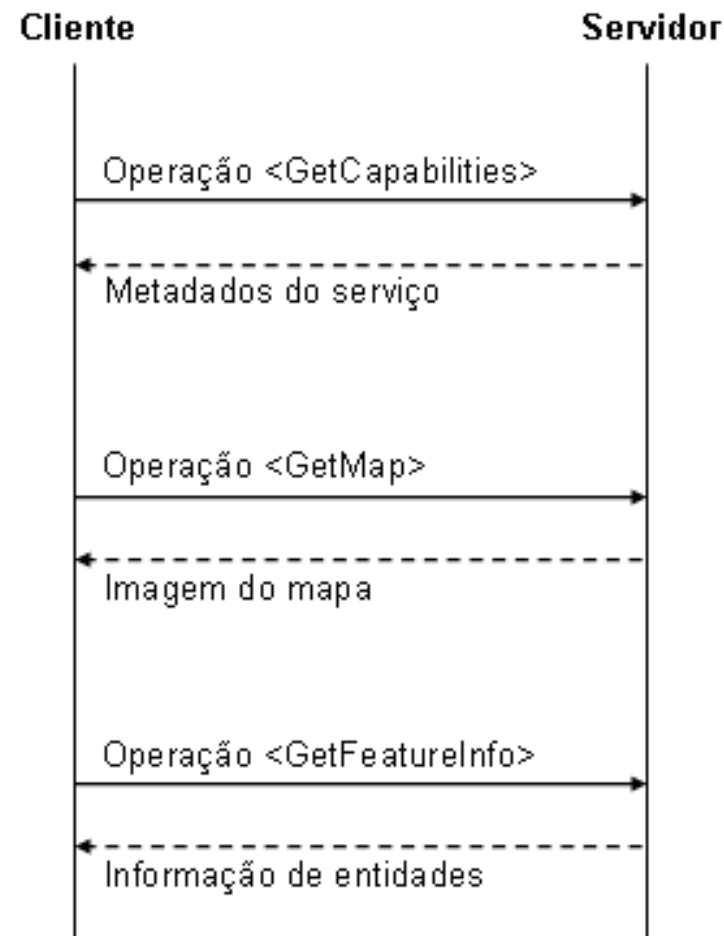 Cliente Servidor
Operação <GetCapabilities>
Metadados do serviço
Operação <GetMap>
Imagem do mapa
Operação <GetFeatureInfo>
Informação de entidades